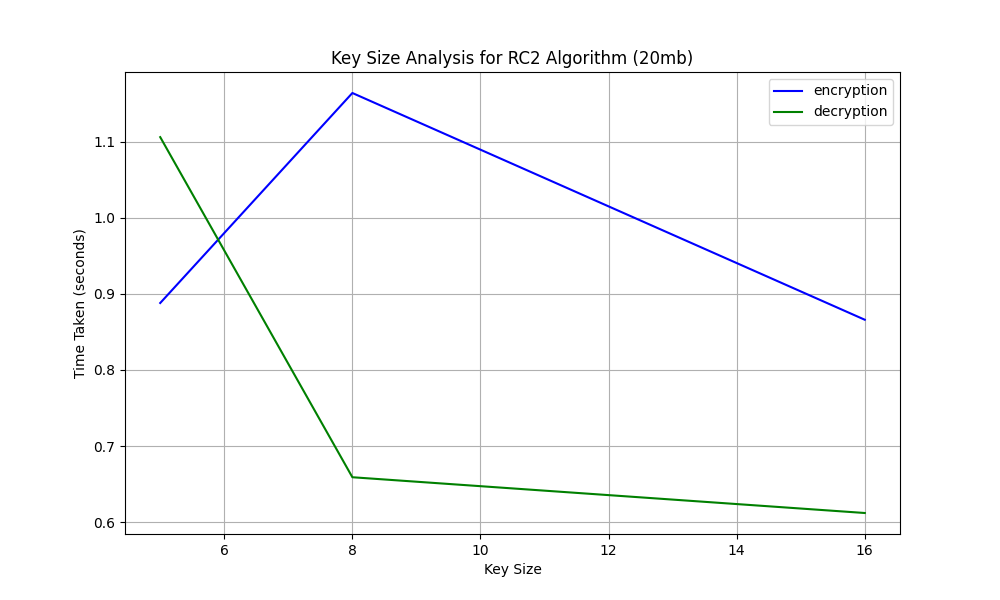 Key Size Analysis for RC2 Algorithm (20mb)
encryption
decryption
1.1
1.0
0.9
0.8
0.7
0.6
Time Taken (seconds)
6 8 10 12 14 16
Key Size